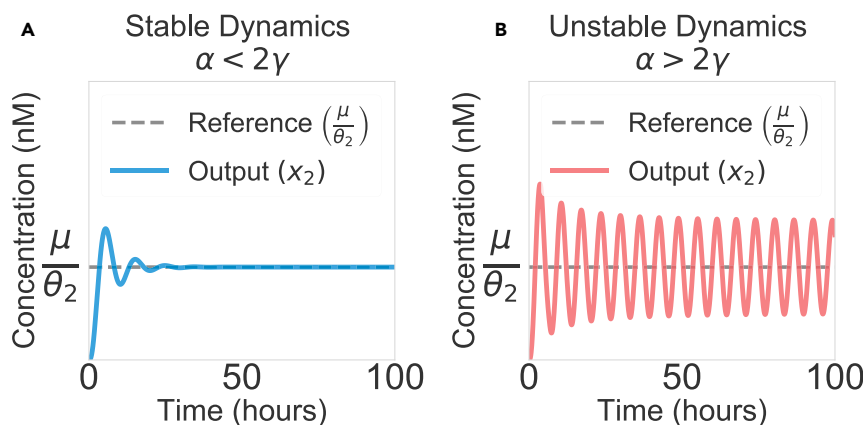 A
Stable Dynamics
α < 2γ
Concentration (nM)
Reference (μ/θ₂)
Output (x₂)
μ/θ₂
0
50
100
Time (hours)
B
Unstable Dynamics
α > 2γ
Concentration (nM)
Reference (μ/θ₂)
Output (x₂)
μ/θ₂
0
50
100
Time (hours)